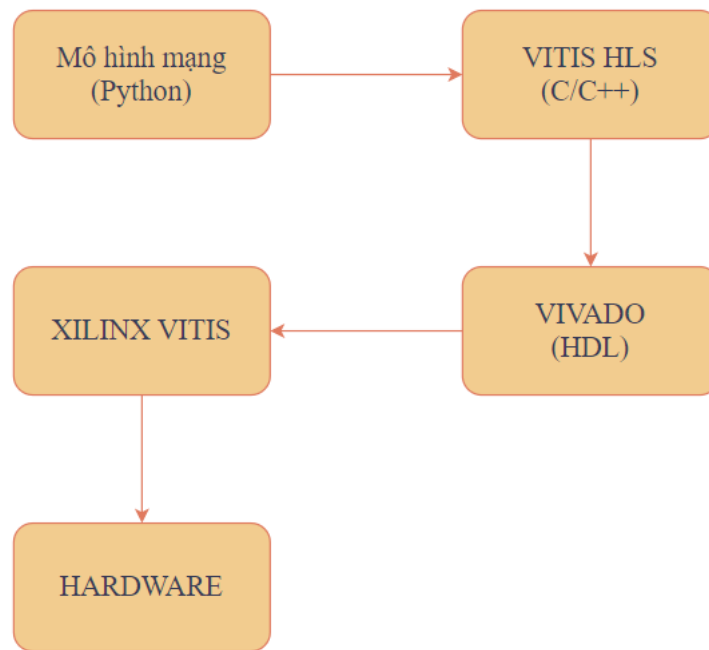 Mô hình mạng
(Python)
VITIS HLS
(C/C++)
VIVADO
(HDL)
XILINX VITIS
HARDWARE